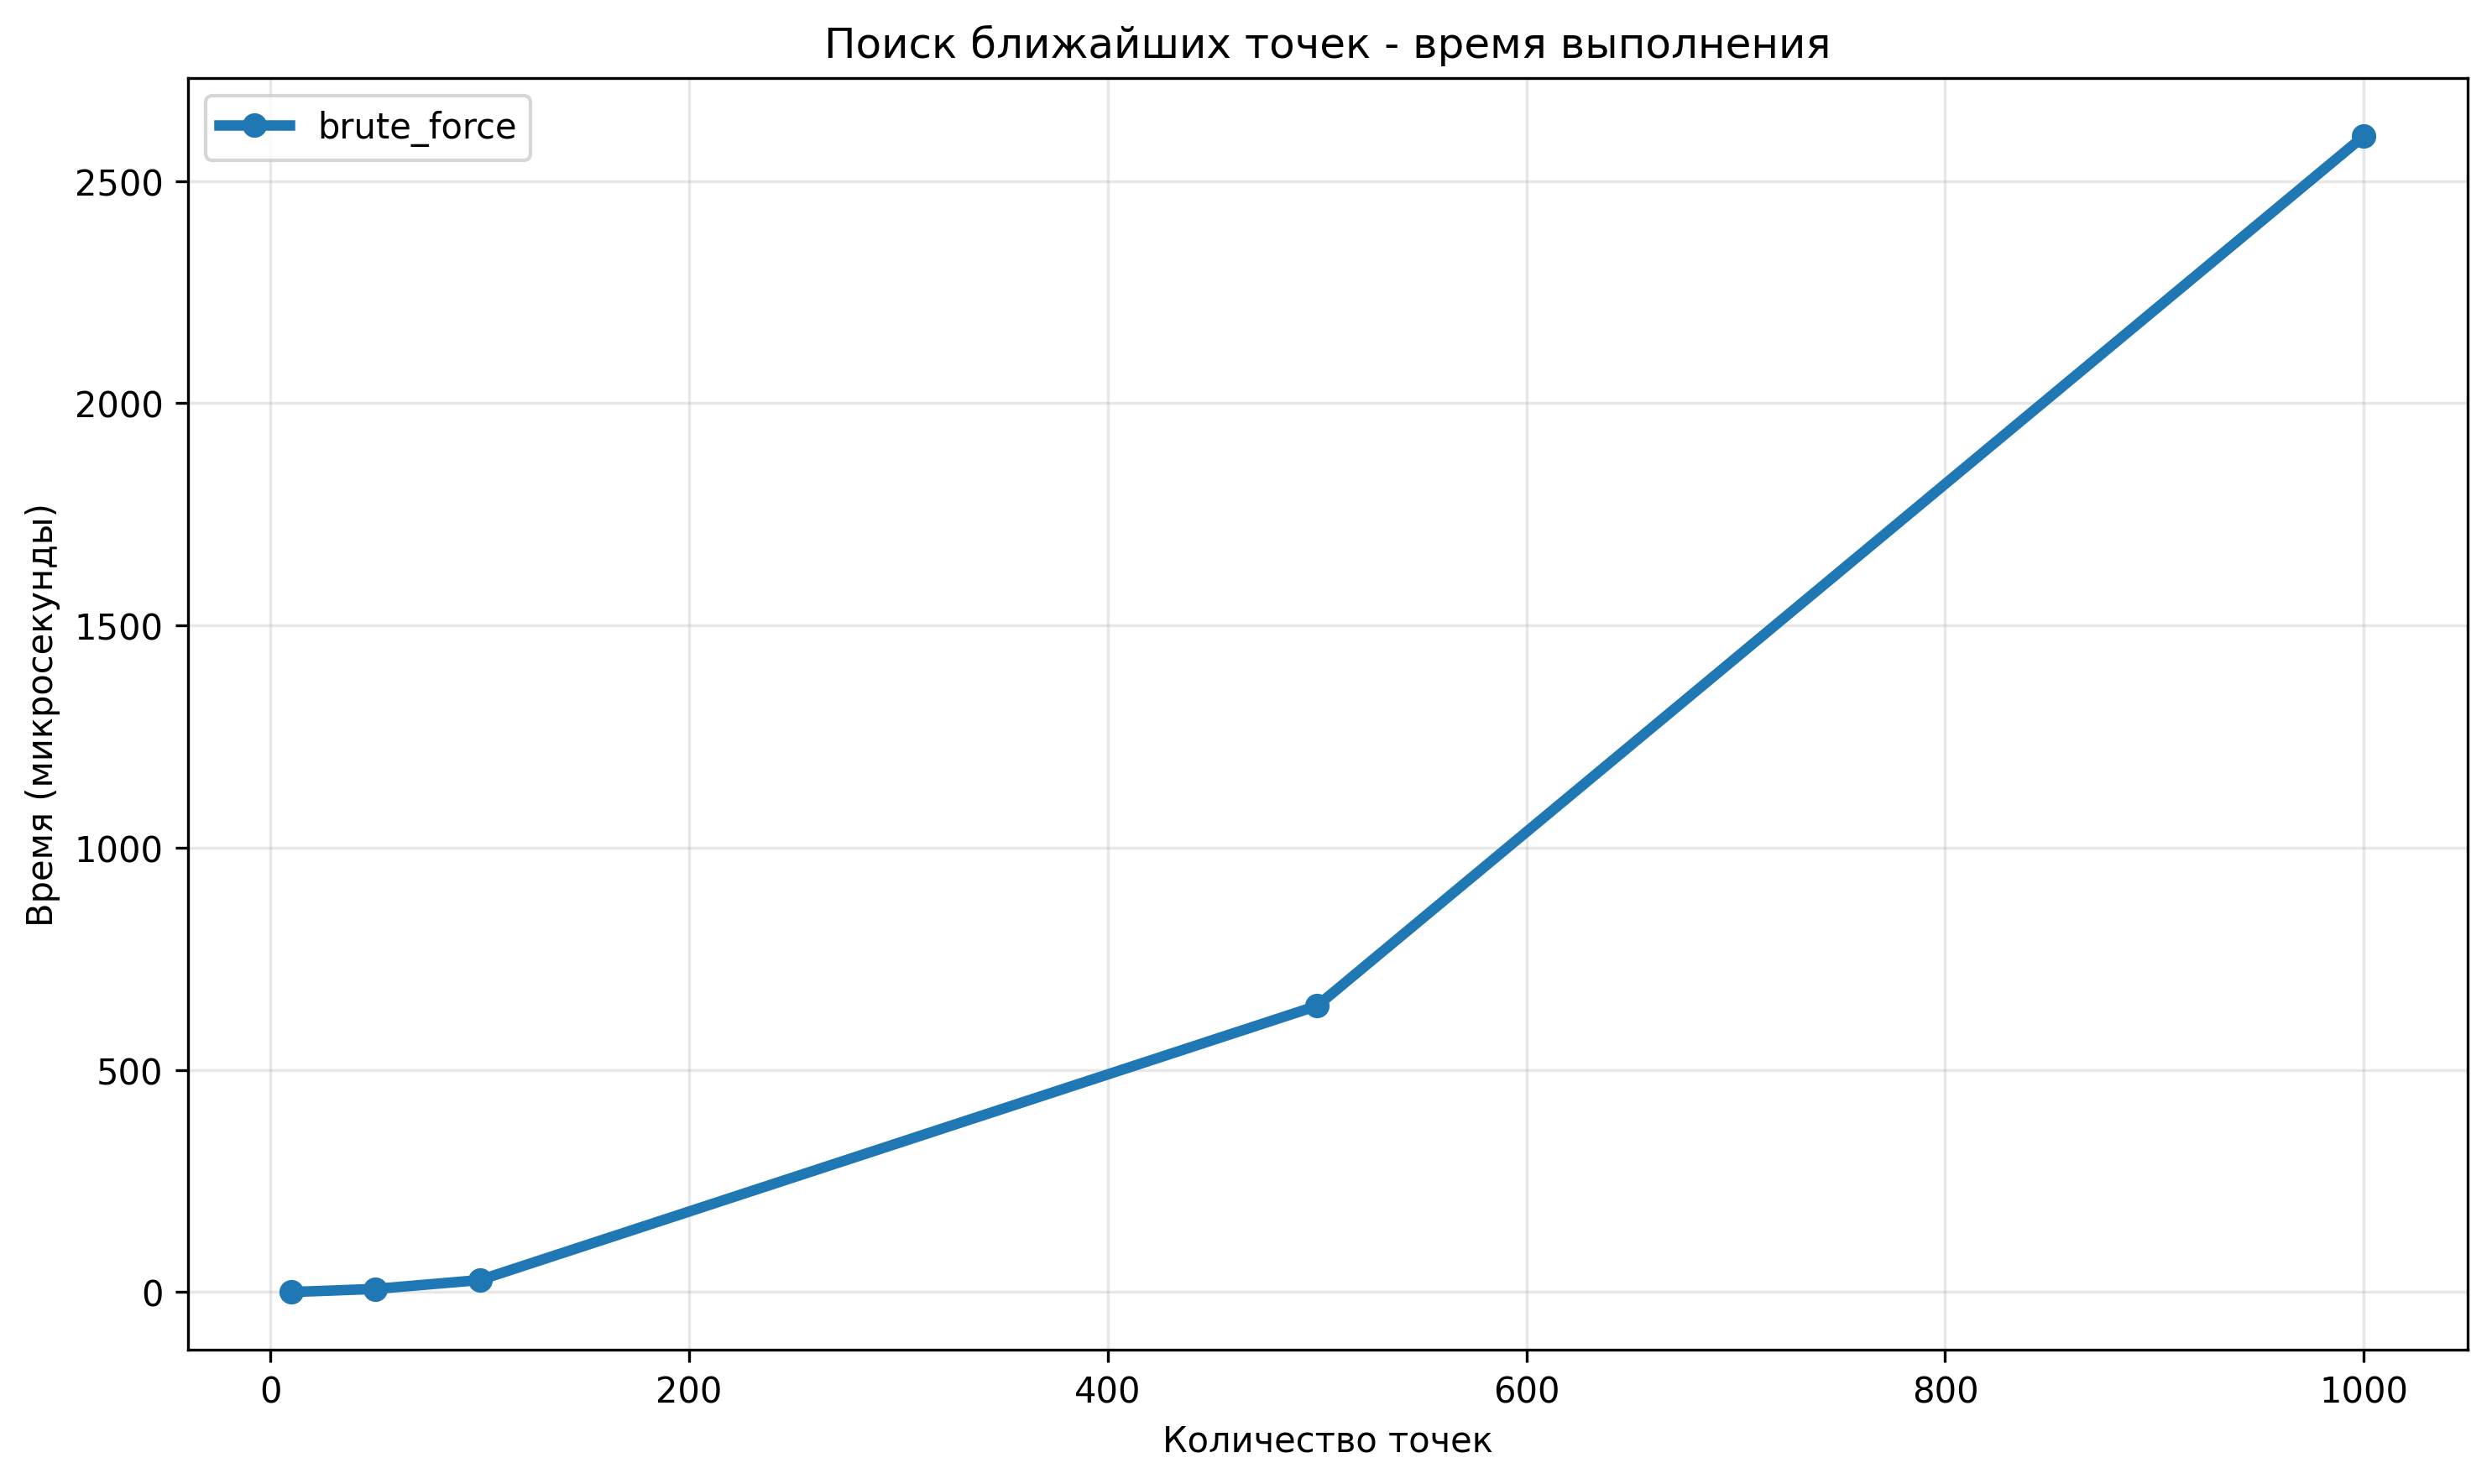 Поиск ближайших точек - время выполнения
brute_force
Время (микросекунды)
2500
2000
1500
1000
500
0
0 200 400 600 800 1000
Количество точек